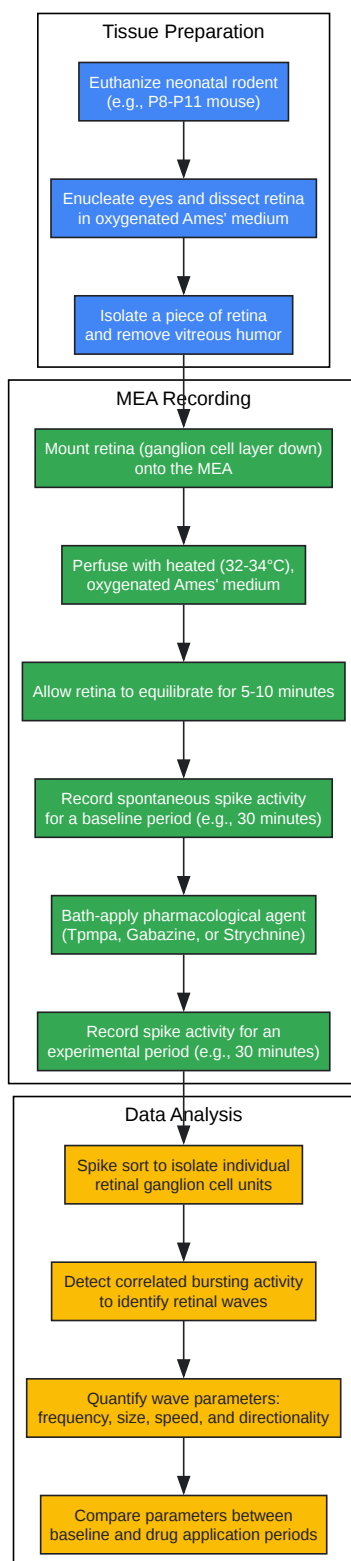 Tissue Preparation
Euthanize neonatal rodent
(e.g., P8-P11 mouse)
Enucleate eyes and dissect retina
in oxygenated Ames' medium
Isolate a piece of retina
and remove vitreous humor
MEA Recording
Mount retina (ganglion cell layer down)
onto the MEA
Perfuse with heated (32-34°C),
oxygenated Ames' medium
Allow retina to equilibrate for 5-10 minutes
Record spontaneous spike activity
for a baseline period (e.g., 30 minutes)
Bath-apply pharmacological agent
(Tpmpa, Gabazine, or Strychnine)
Record spike activity for an
experimental period (e.g., 30 minutes)
Data Analysis
Spike sort to isolate individual
retinal ganglion cell units
Detect correlated bursting activity
to identify retinal waves
Quantify wave parameters:
frequency, size, speed, and directionality
Compare parameters between
baseline and drug application periods